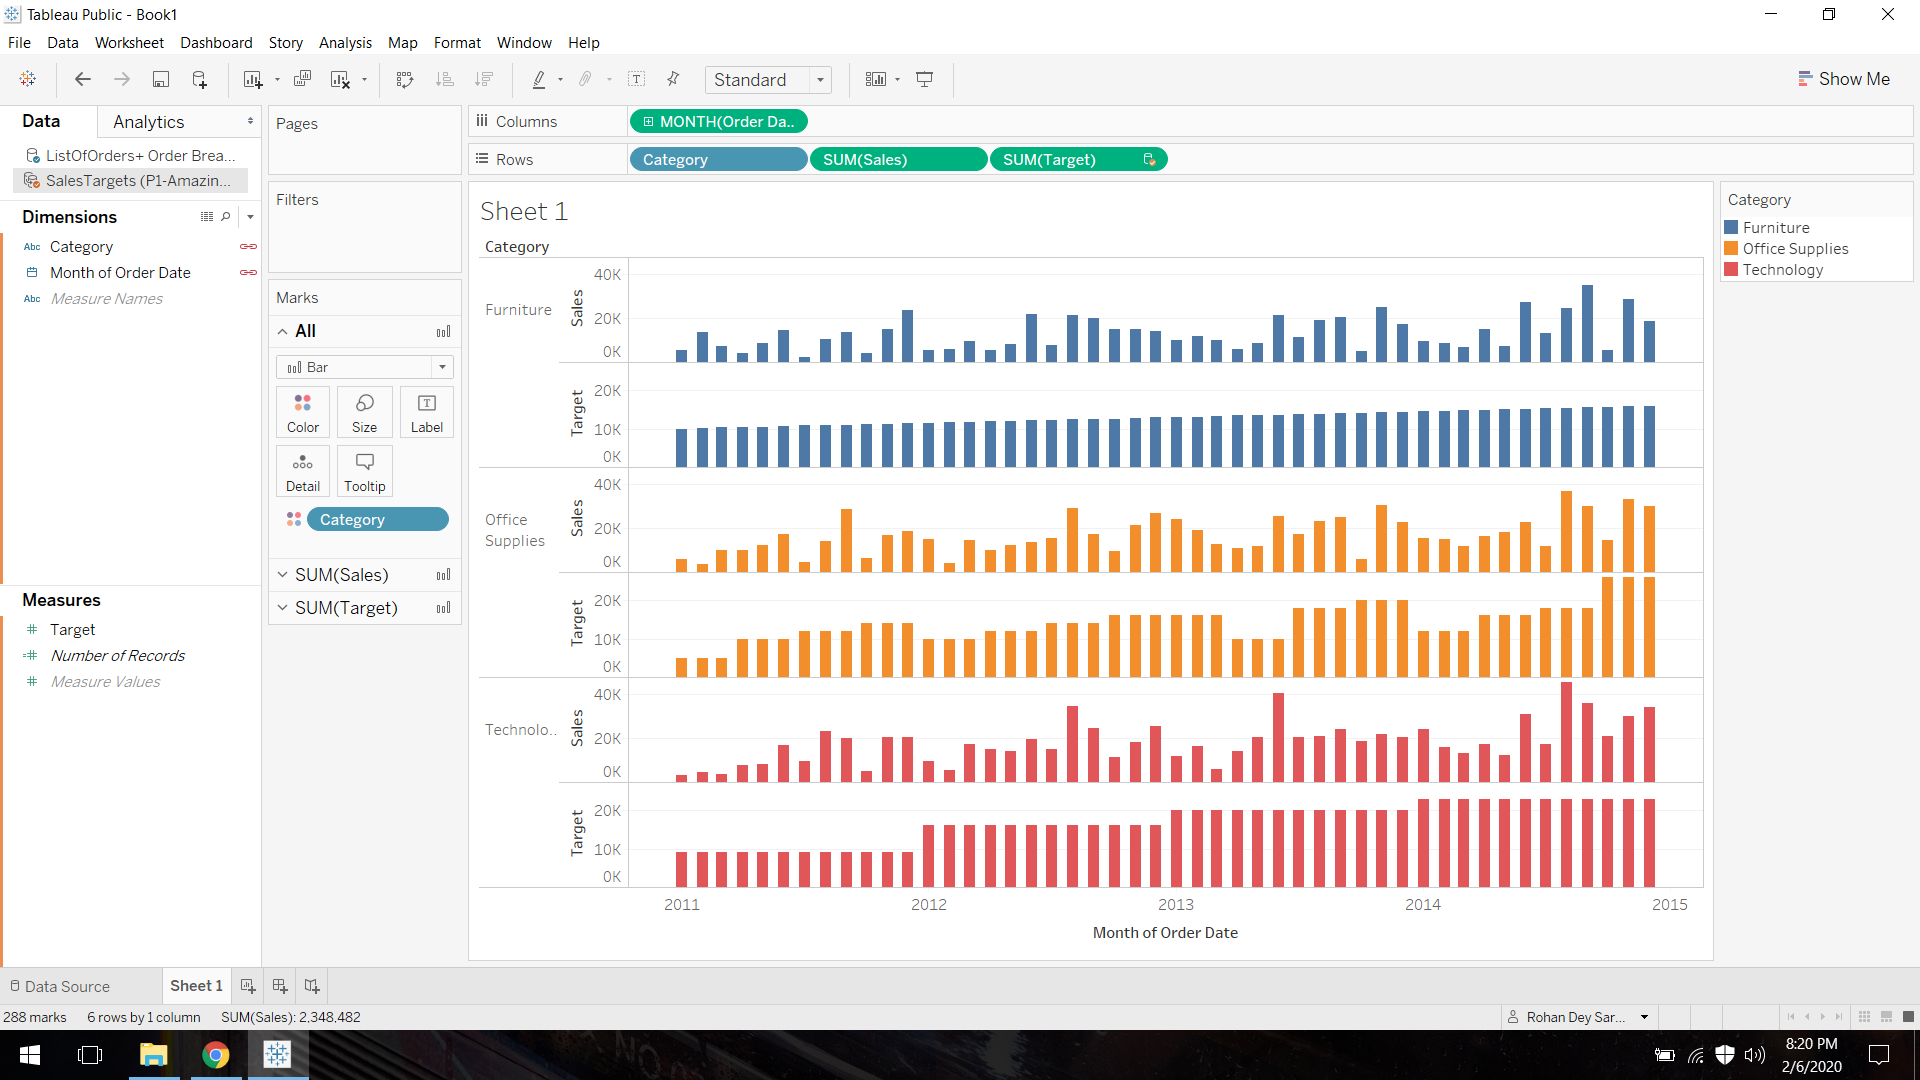 Tableau Public - Book1
File Data Worksheet Dashboard Story Analysis Map Format Window Help
Standard
Show Me
Data
Analytics
ListOfOrders+ Order Brea...
SalesTargets (P1-Amazin...
Dimensions
Abc Category
Month of Order Date
Abc Measure Names
Measures
Target
Number of Records
Measure Values
Pages
Filters
Marks
All
Bar
Color Size Label
Detail Tooltip
Category
SUM(Sales)
SUM(Target)
Columns
MONTH(Order Da..
Rows
Category SUM(Sales) SUM(Target)
Sheet 1
Category
Furniture
Sales
40K
20K
0K
Target
20K
10K
0K
Office
Supplies
Sales
40K
20K
0K
Target
20K
10K
0K
Technolo..
Sales
40K
20K
0K
Target
20K
10K
0K
2011 2012 2013 2014 2015
Month of Order Date
Category
Furniture
Office Supplies
Technology
Data Source
Sheet 1
288 marks 6 rows by 1 column SUM(Sales): 2,348,482
Rohan Dey Sar...
8:20 PM
2/6/2020